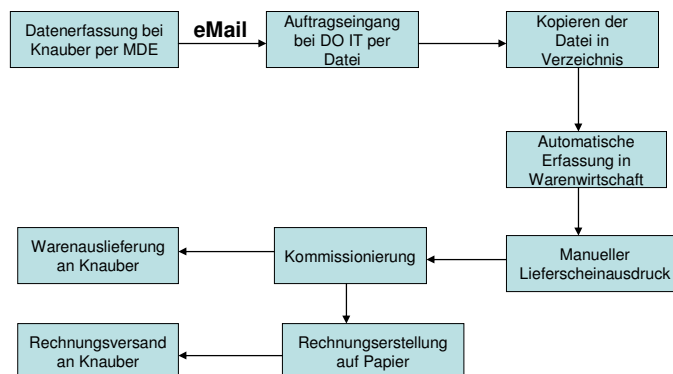 Datenerfassung bei
Knauber per MDE
eMail
Auftragseingang
bei DO IT per
Datei
Kopieren der
Datei in
Verzeichnis
Automatische
Erfassung in
Warenwirtschaft
Manueller
Lieferscheinausdruck
Kommissionierung
Warenauslieferung
an Knauber
Rechnungserstellung
auf Papier
Rechnungsversand
an Knauber